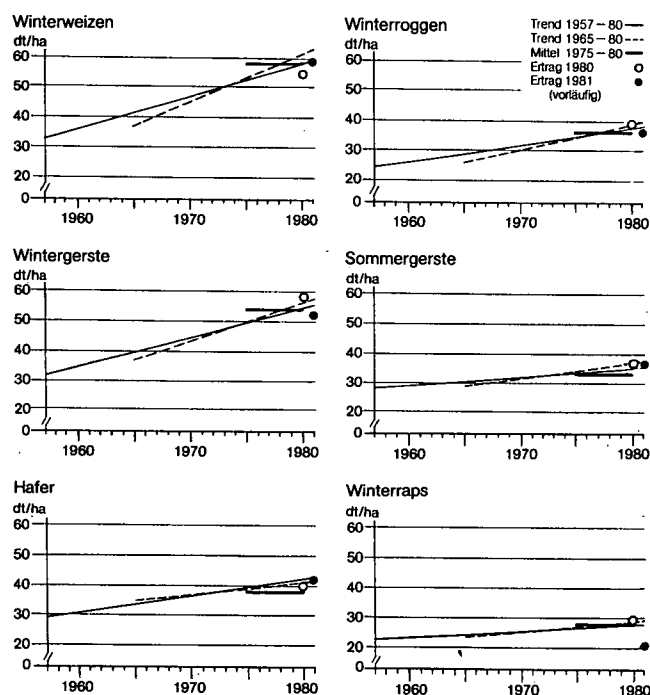 Winterweizen
dt/ha
60
50
40
30
20
0
1960 1970 1980
Winterroggen
Trend 1957 – 80
Trend 1965 – 80
Mittel 1975 – 80
Ertrag 1980
Ertrag 1981
(vorläufig)
dt/ha
60
50
40
30
20
0
1960 1970 1980
Wintergerste
dt/ha
60
50
40
30
20
0
1960 1970 1980
Sommergerste
dt/ha
60
50
40
30
20
0
1960 1970 1980
Hafer
dt/ha
60
50
40
30
20
0
1960 1970 1980
Winterraps
dt/ha
60
50
40
30
20
0
1960 1970 1980